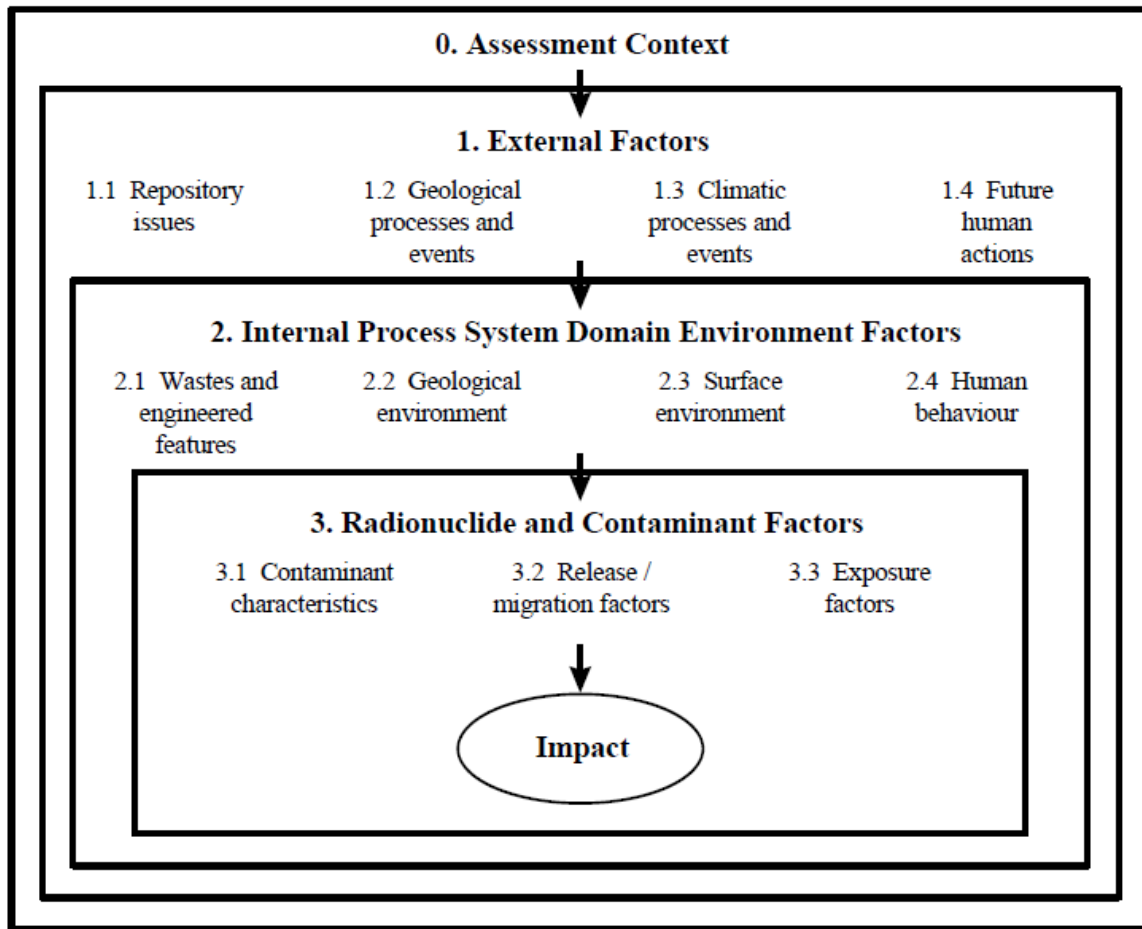 0. Assessment Context
1. External Factors
1.1 Repository
issues
1.2 Geological
processes and
events
1.3 Climatic
processes and
events
1.4 Future
human
actions
2. Internal Process System Domain Environment Factors
2.1 Wastes and
engineered
features
2.2 Geological
environment
2.3 Surface
environment
2.4 Human
behaviour
3. Radionuclide and Contaminant Factors
3.1 Contaminant
characteristics
3.2 Release /
migration factors
3.3 Exposure
factors
Impact